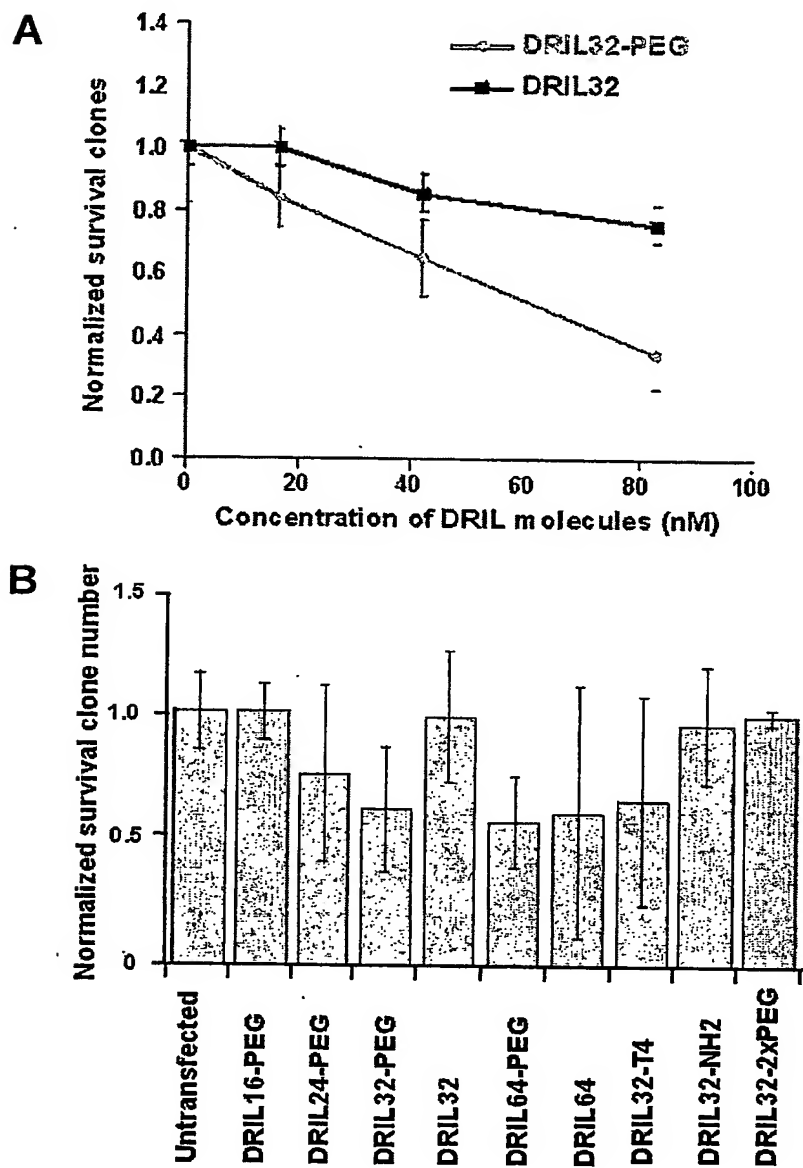 A
1.4
1.2
1.0
0.8
0.6
0.4
0.2
0.0
Normalized survival clones
DRIL32-PEG
DRIL32
0
20
40
60
80
100
Concentration of DRIL molecules (nM)
B
1.5
1.0
0.5
0
Normalized survival clone number
Untransfected
DRIL16-PEG
DRIL24-PEG
DRIL32-PEG
DRIL32
DRIL64-PEG
DRIL64
DRIL32-T4
DRIL32-NH2
DRIL32-2xPEG